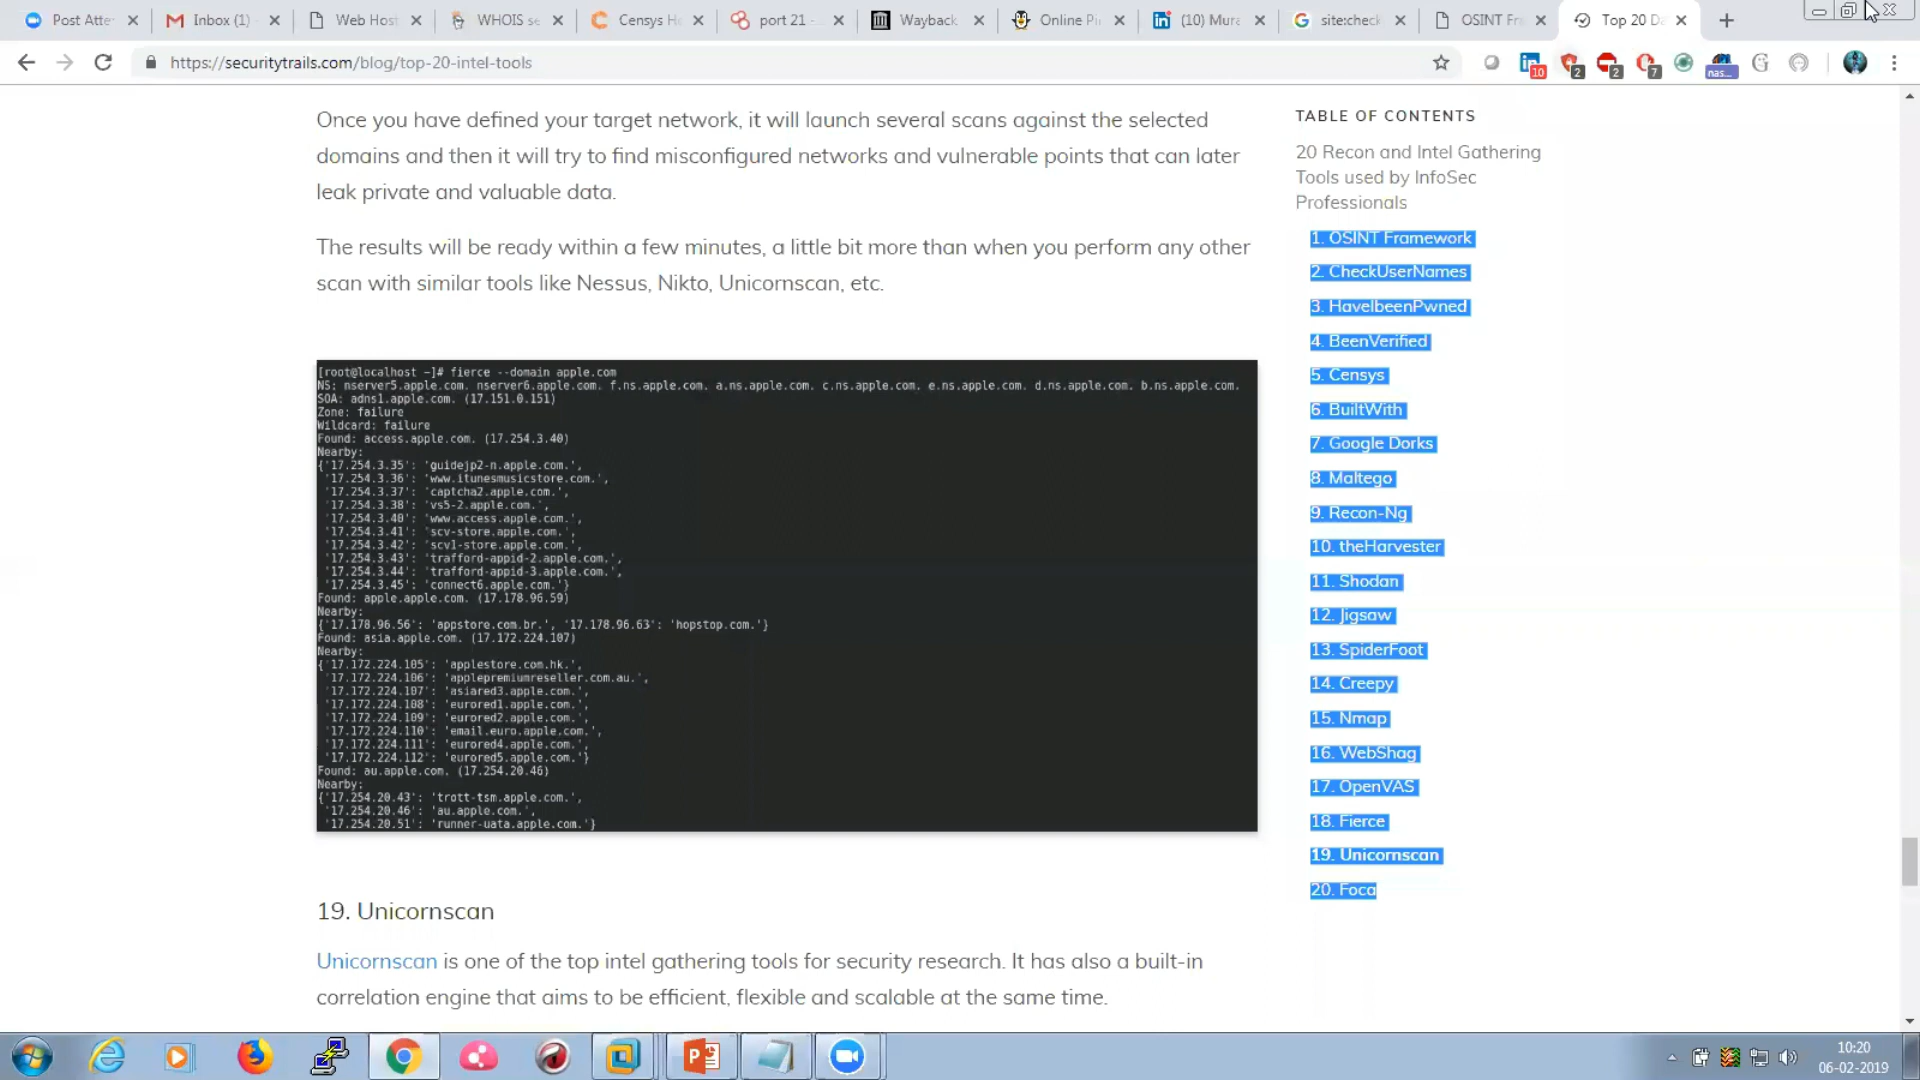 Post Atte
Inbox (1)
Web Host
WHOIS se
Censys H
port 21 -
Wayback
Online Pi
(10) Mura
site:check
OSINT Fra
Top 20 Da
https://securitytrails.com/blog/top-20-intel-tools
10
2
2
7
nas...
Once you have defined your target network, it will launch several scans against the selected
domains and then it will try to find misconfigured networks and vulnerable points that can later
leak private and valuable data.
The results will be ready within a few minutes, a little bit more than when you perform any other
scan with similar tools like Nessus, Nikto, Unicornscan, etc.
[root@localhost ~]# fierce --domain apple.com
NS: nserver5.apple.com. nserver6.apple.com. f.ns.apple.com. a.ns.apple.com. c.ns.apple.com. e.ns.apple.com. d.ns.apple.com. b.ns.apple.com.
SOA: adns1.apple.com. (17.151.0.151)
Zone: failure
Wildcard: failure
Found: access.apple.com. (17.254.3.40)
Nearby:
{'17.254.3.35': 'guidejp2-n.apple.com.',
'17.254.3.36': 'www.itunesmusicstore.com.',
'17.254.3.37': 'captcha2.apple.com.',
'17.254.3.38': 'vs5-2.apple.com.',
'17.254.3.40': 'www.access.apple.com.',
'17.254.3.41': 'scv-store.apple.com.',
'17.254.3.42': 'scv1-store.apple.com.',
'17.254.3.43': 'trafford-appid-2.apple.com.',
'17.254.3.44': 'trafford-appid-3.apple.com.',
'17.254.3.45': 'connect6.apple.com.'}
Found: apple.apple.com. (17.178.96.59)
Nearby:
{'17.178.96.56': 'appstore.com.br.', '17.178.96.63': 'hopstop.com.'}
Found: asia.apple.com. (17.172.224.107)
Nearby:
{'17.172.224.105': 'applestore.com.hk.',
'17.172.224.106': 'applepremiumreseller.com.au.',
'17.172.224.107': 'asiared3.apple.com.',
'17.172.224.108': 'eurored1.apple.com.',
'17.172.224.109': 'eurored2.apple.com.',
'17.172.224.110': 'email.euro.apple.com.',
'17.172.224.111': 'eurored4.apple.com.',
'17.172.224.112': 'eurored5.apple.com.'}
Found: au.apple.com. (17.254.20.46)
Nearby:
{'17.254.20.43': 'trott-tsm.apple.com.',
'17.254.20.46': 'au.apple.com.',
'17.254.20.51': 'runner-uata.apple.com.'}
19. Unicornscan
Unicornscan is one of the top intel gathering tools for security research. It has also a built-in
correlation engine that aims to be efficient, flexible and scalable at the same time.
TABLE OF CONTENTS
20 Recon and Intel Gathering
Tools used by InfoSec
Professionals
1. OSINT Framework
2. CheckUserNames
3. HaveIbeenPwned
4. BeenVerified
5. Censys
6. BuiltWith
7. Google Dorks
8. Maltego
9. Recon-Ng
10. theHarvester
11. Shodan
12. Jigsaw
13. SpiderFoot
14. Creepy
15. Nmap
16. WebShag
17. OpenVAS
18. Fierce
19. Unicornscan
20. Foca
10:20
06-02-2019